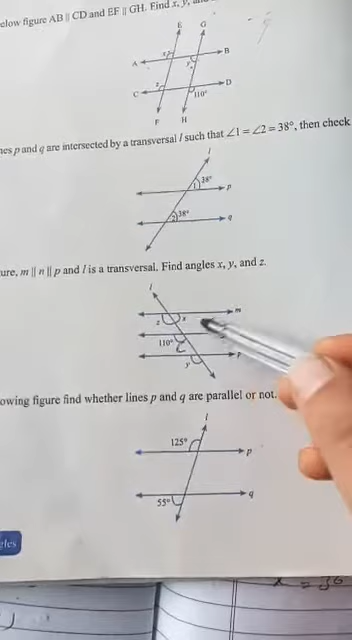 elow figure AB || CD and EF || GH. Find x, y, an
E G
x
A B
y
z
C D
110°
F H
nes p and q are intersected by a transversal l such that ∠1 = ∠2 = 38°, then check
l
1 38°
p
2 38°
q
ure, m || n || p and l is a transversal. Find angles x, y, and z.
l
m
z x
110°
y p
owing figure find whether lines p and q are parallel or not.
l
125°
p
q
55°
gles